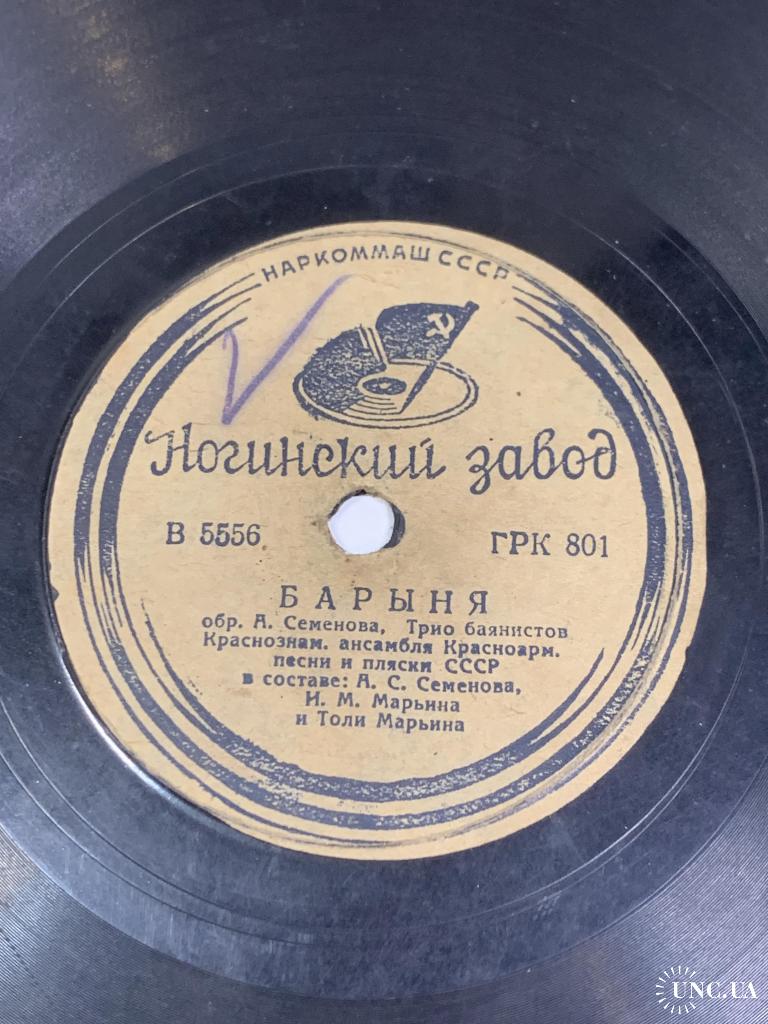 НАРКОММАШ СССР
Ногинский завод
В 5556
ГРК 801
БАРЫНЯ
обр. А. Семенова, Трио баянистов
Краснознам. ансамбля Красноарм.
песни и пляски СССР
в составе: А. С. Семенова,
И. М. Марьина
и Толи Марьина
UNC.UA